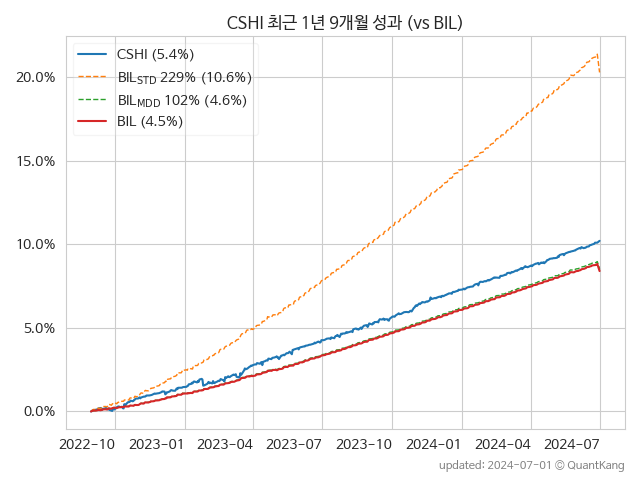 CSHI 최근 1년 9개월 성과 (vs BIL)
CSHI (5.4%)
BILSTD 229% (10.6%)
BILMDD 102% (4.6%)
BIL (4.5%)
20.0%
15.0%
10.0%
5.0%
0.0%
2022-10 2023-01 2023-04 2023-07 2023-10 2024-01 2024-04 2024-07
updated: 2024-07-01 © QuantKang